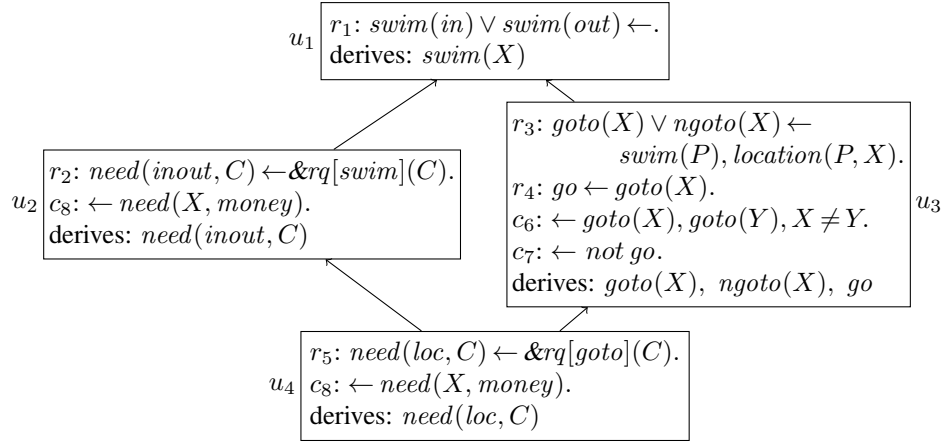 u₁
r₁: swim(in) ∨ swim(out) ←.
derives: swim(X)
u₂
r₂: need(inout, C) ← &rq[swim](C).
c₈: ← need(X, money).
derives: need(inout, C)
r₃: goto(X) ∨ ngoto(X) ←
swim(P), location(P, X).
r₄: go ← goto(X).
c₆: ← goto(X), goto(Y), X ≠ Y.
c₇: ← not go.
derives: goto(X), ngoto(X), go
u₃
u₄
r₅: need(loc, C) ← &rq[goto](C).
c₈: ← need(X, money).
derives: need(loc, C)